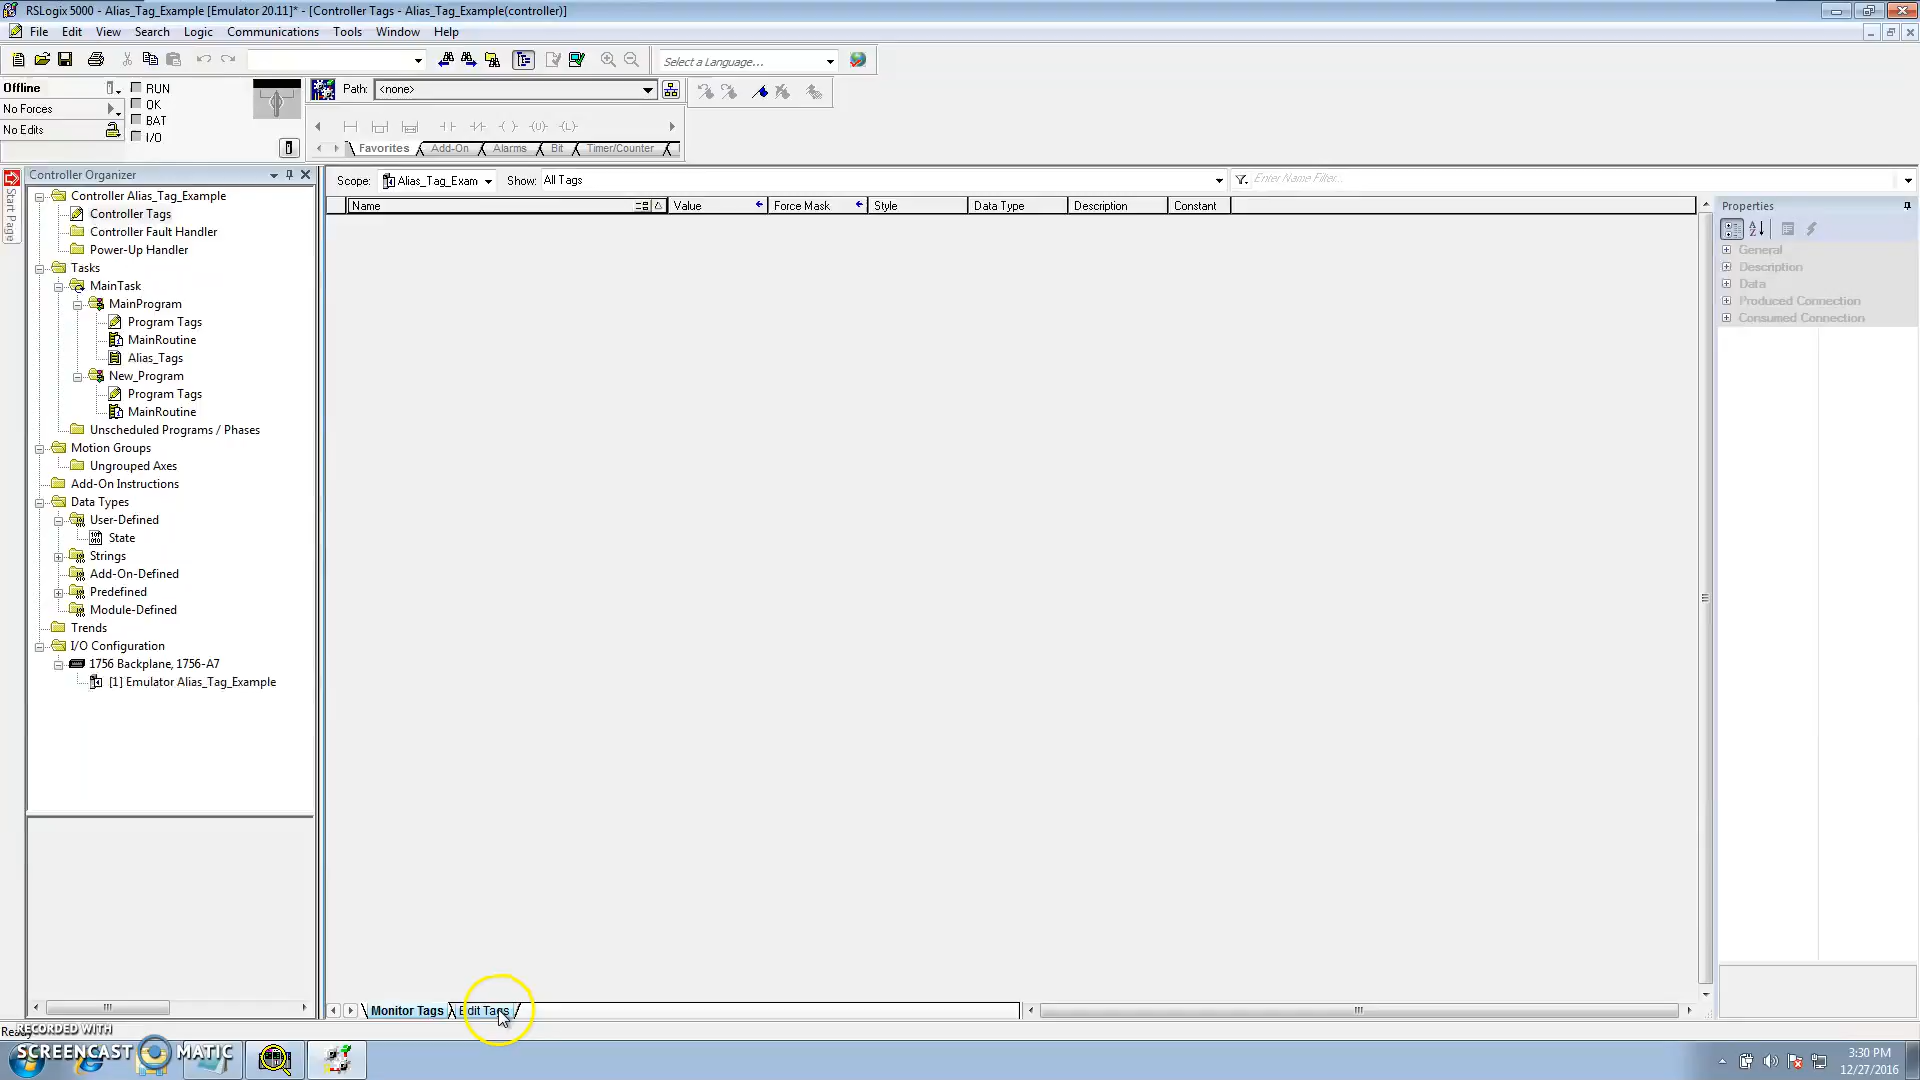 RSLogix 5000 - Alias_Tag_Example [Emulator 20.11]* - [Controller Tags - Alias_Tag_Example(controller)]
File Edit View Search Logic Communications Tools Window Help
Select a Language...
Offline RUN
No Forces OK
No Edits BAT
I/O
Path: <none>
Favorites Add-On Alarms Bit Timer/Counter
Start Page
Controller Organizer
Controller Alias_Tag_Example
Controller Tags
Controller Fault Handler
Power-Up Handler
Tasks
MainTask
MainProgram
Program Tags
MainRoutine
Alias_Tags
New_Program
Program Tags
MainRoutine
Unscheduled Programs / Phases
Motion Groups
Ungrouped Axes
Add-On Instructions
Data Types
User-Defined
State
Strings
Add-On-Defined
Predefined
Module-Defined
Trends
I/O Configuration
1756 Backplane, 1756-A7
[1] Emulator Alias_Tag_Example
Scope: Alias_Tag_Exam Show: All Tags Enter Name Filter...
Name Value Force Mask Style Data Type Description Constant
Properties
General
Description
Data
Produced Connection
Consumed Connection
Monitor Tags Edit Tags
RECORDED WITH
SCREENCAST MATIC
3:30 PM
12/27/2016